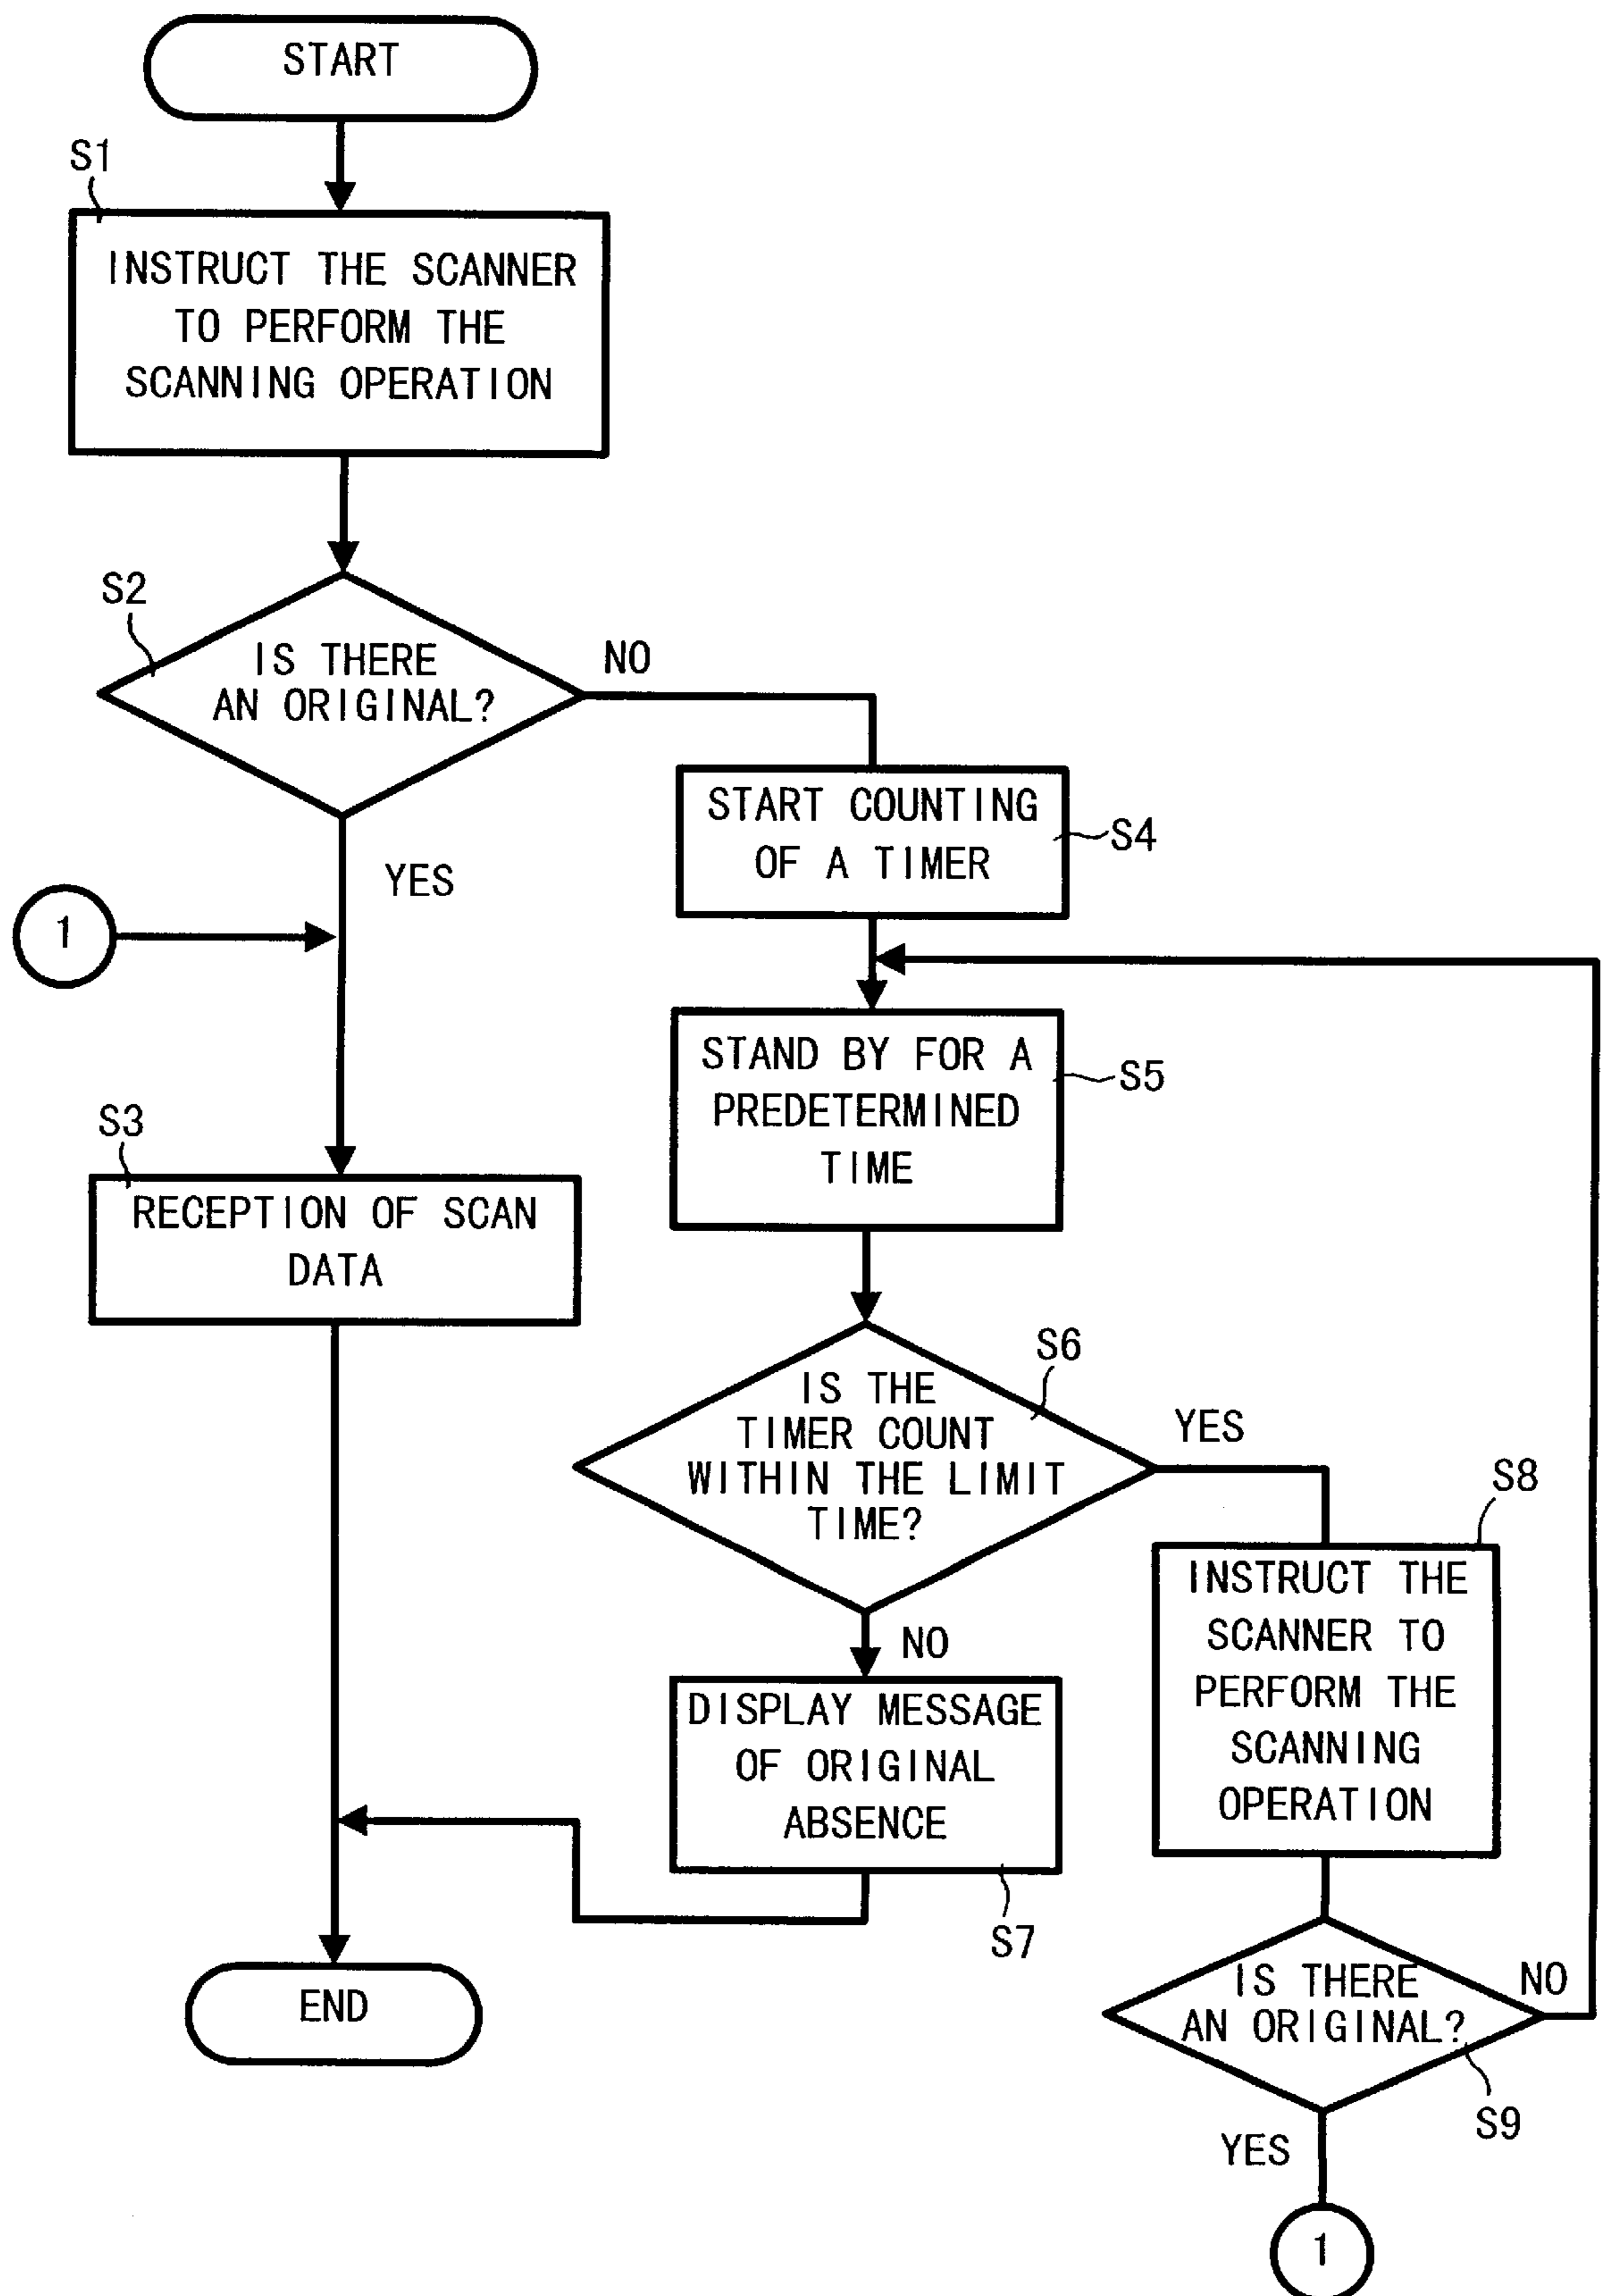 START
S1
INSTRUCT THE SCANNER
TO PERFORM THE
SCANNING OPERATION
S2
IS THERE
AN ORIGINAL?
NO
YES
START COUNTING
OF A TIMER
S4
1
STAND BY FOR A
PREDETERMINED
TIME
S5
S3
RECEPTION OF SCAN
DATA
S6
IS THE
TIMER COUNT
WITHIN THE LIMIT
TIME?
YES
NO
S8
INSTRUCT THE
SCANNER TO
PERFORM THE
SCANNING
OPERATION
DISPLAY MESSAGE
OF ORIGINAL
ABSENCE
S7
END
IS THERE
AN ORIGINAL?
NO
S9
YES
1